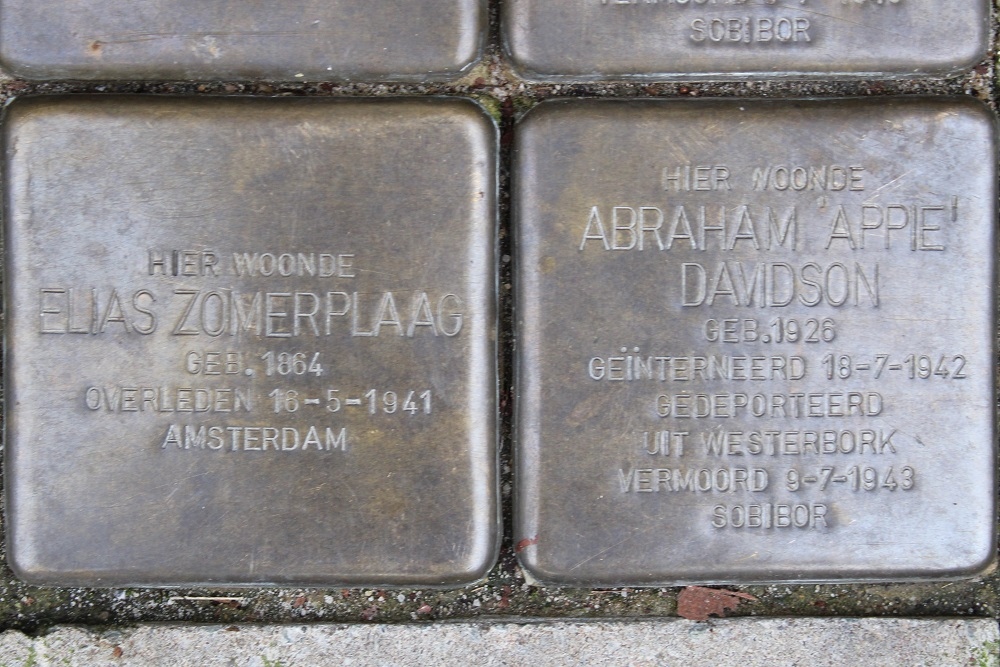 SOBIBOR
HIER WOONDE
ELIAS ZOMERPLAAG
GEB. 1864
OVERLEDEN 18-5-1941
AMSTERDAM
HIER WOONDE
ABRAHAM 'APPIE'
DAVIDSON
GEB. 1926
GEÏNTERNEERD 18-7-1942
GEDEPORTEERD
UIT WESTERBORK
VERMOORD 9-7-1943
SOBIBOR